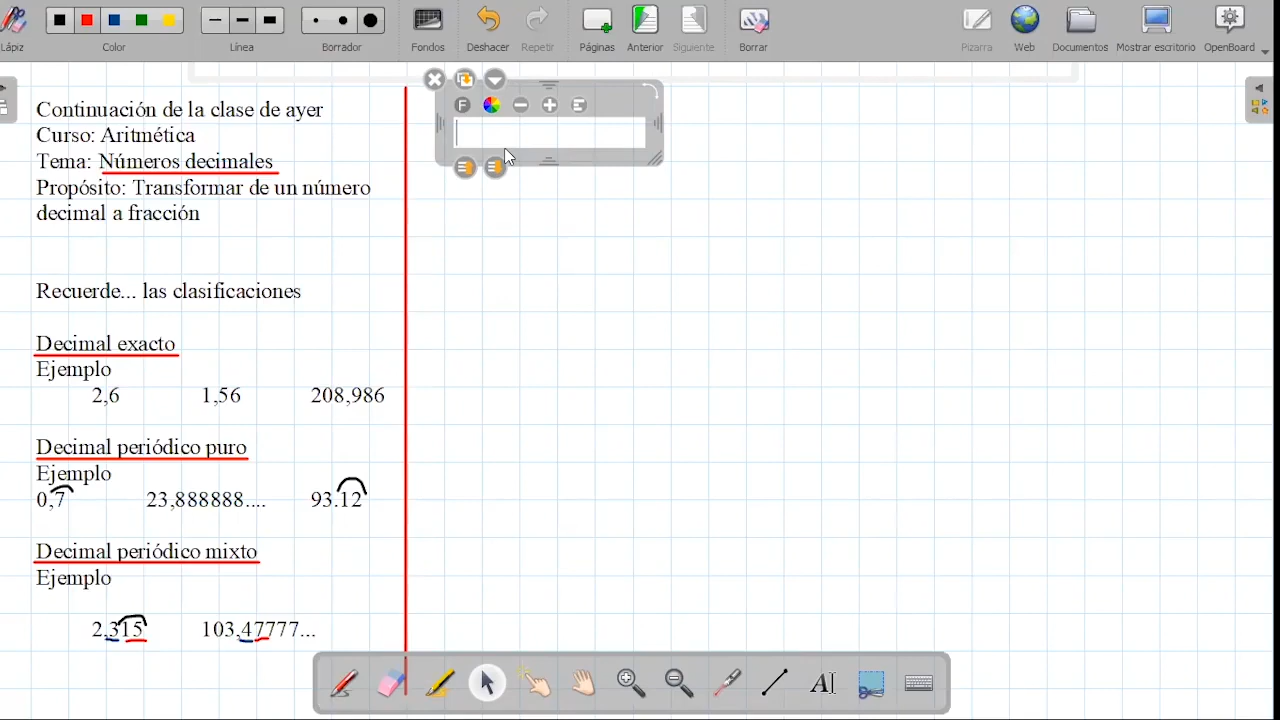 Lápiz
Color
Línea
Borrador
Fondos
Deshacer
Repetir
Páginas
Anterior
Siguiente
Borrar
Pizarra
Web
Documentos
Mostrar escritorio
OpenBoard
Continuación de la clase de ayer
Curso: Aritmética
Tema: Números decimales
Propósito: Transformar de un número
decimal a fracción
Recuerde... las clasificaciones
Decimal exacto
Ejemplo
2,6 1,56 208,986
Decimal periódico puro
Ejemplo
0,7 23,888888.... 93.12
Decimal periódico mixto
Ejemplo
2,315 103,47777...
F
AI